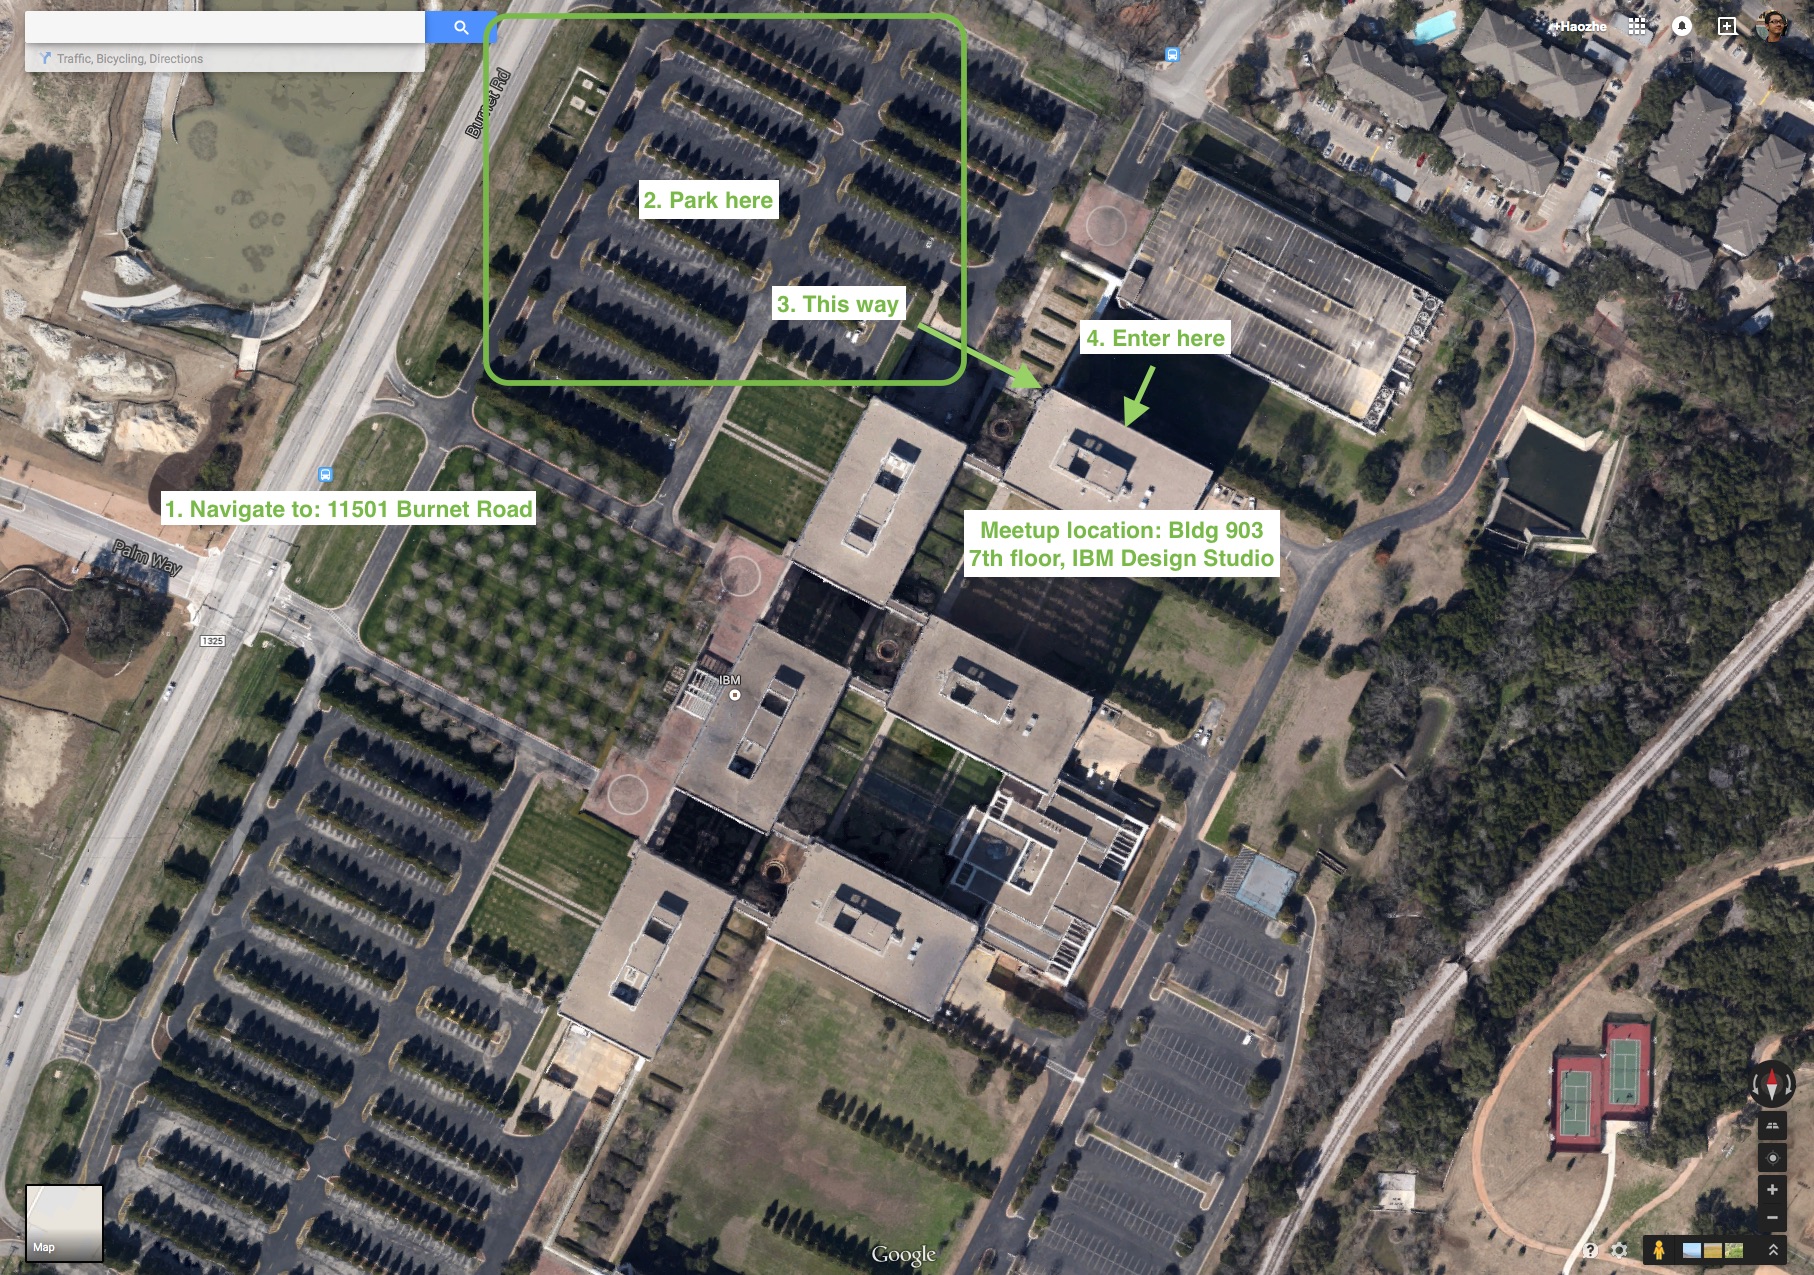 +Haozhe
Traffic, Bicycling, Directions
Burnet Rd
2. Park here
3. This way
4. Enter here
1. Navigate to: 11501 Burnet Road
Meetup location: Bldg 903
7th floor, IBM Design Studio
Palm Way
1325
IBM
Map
Google